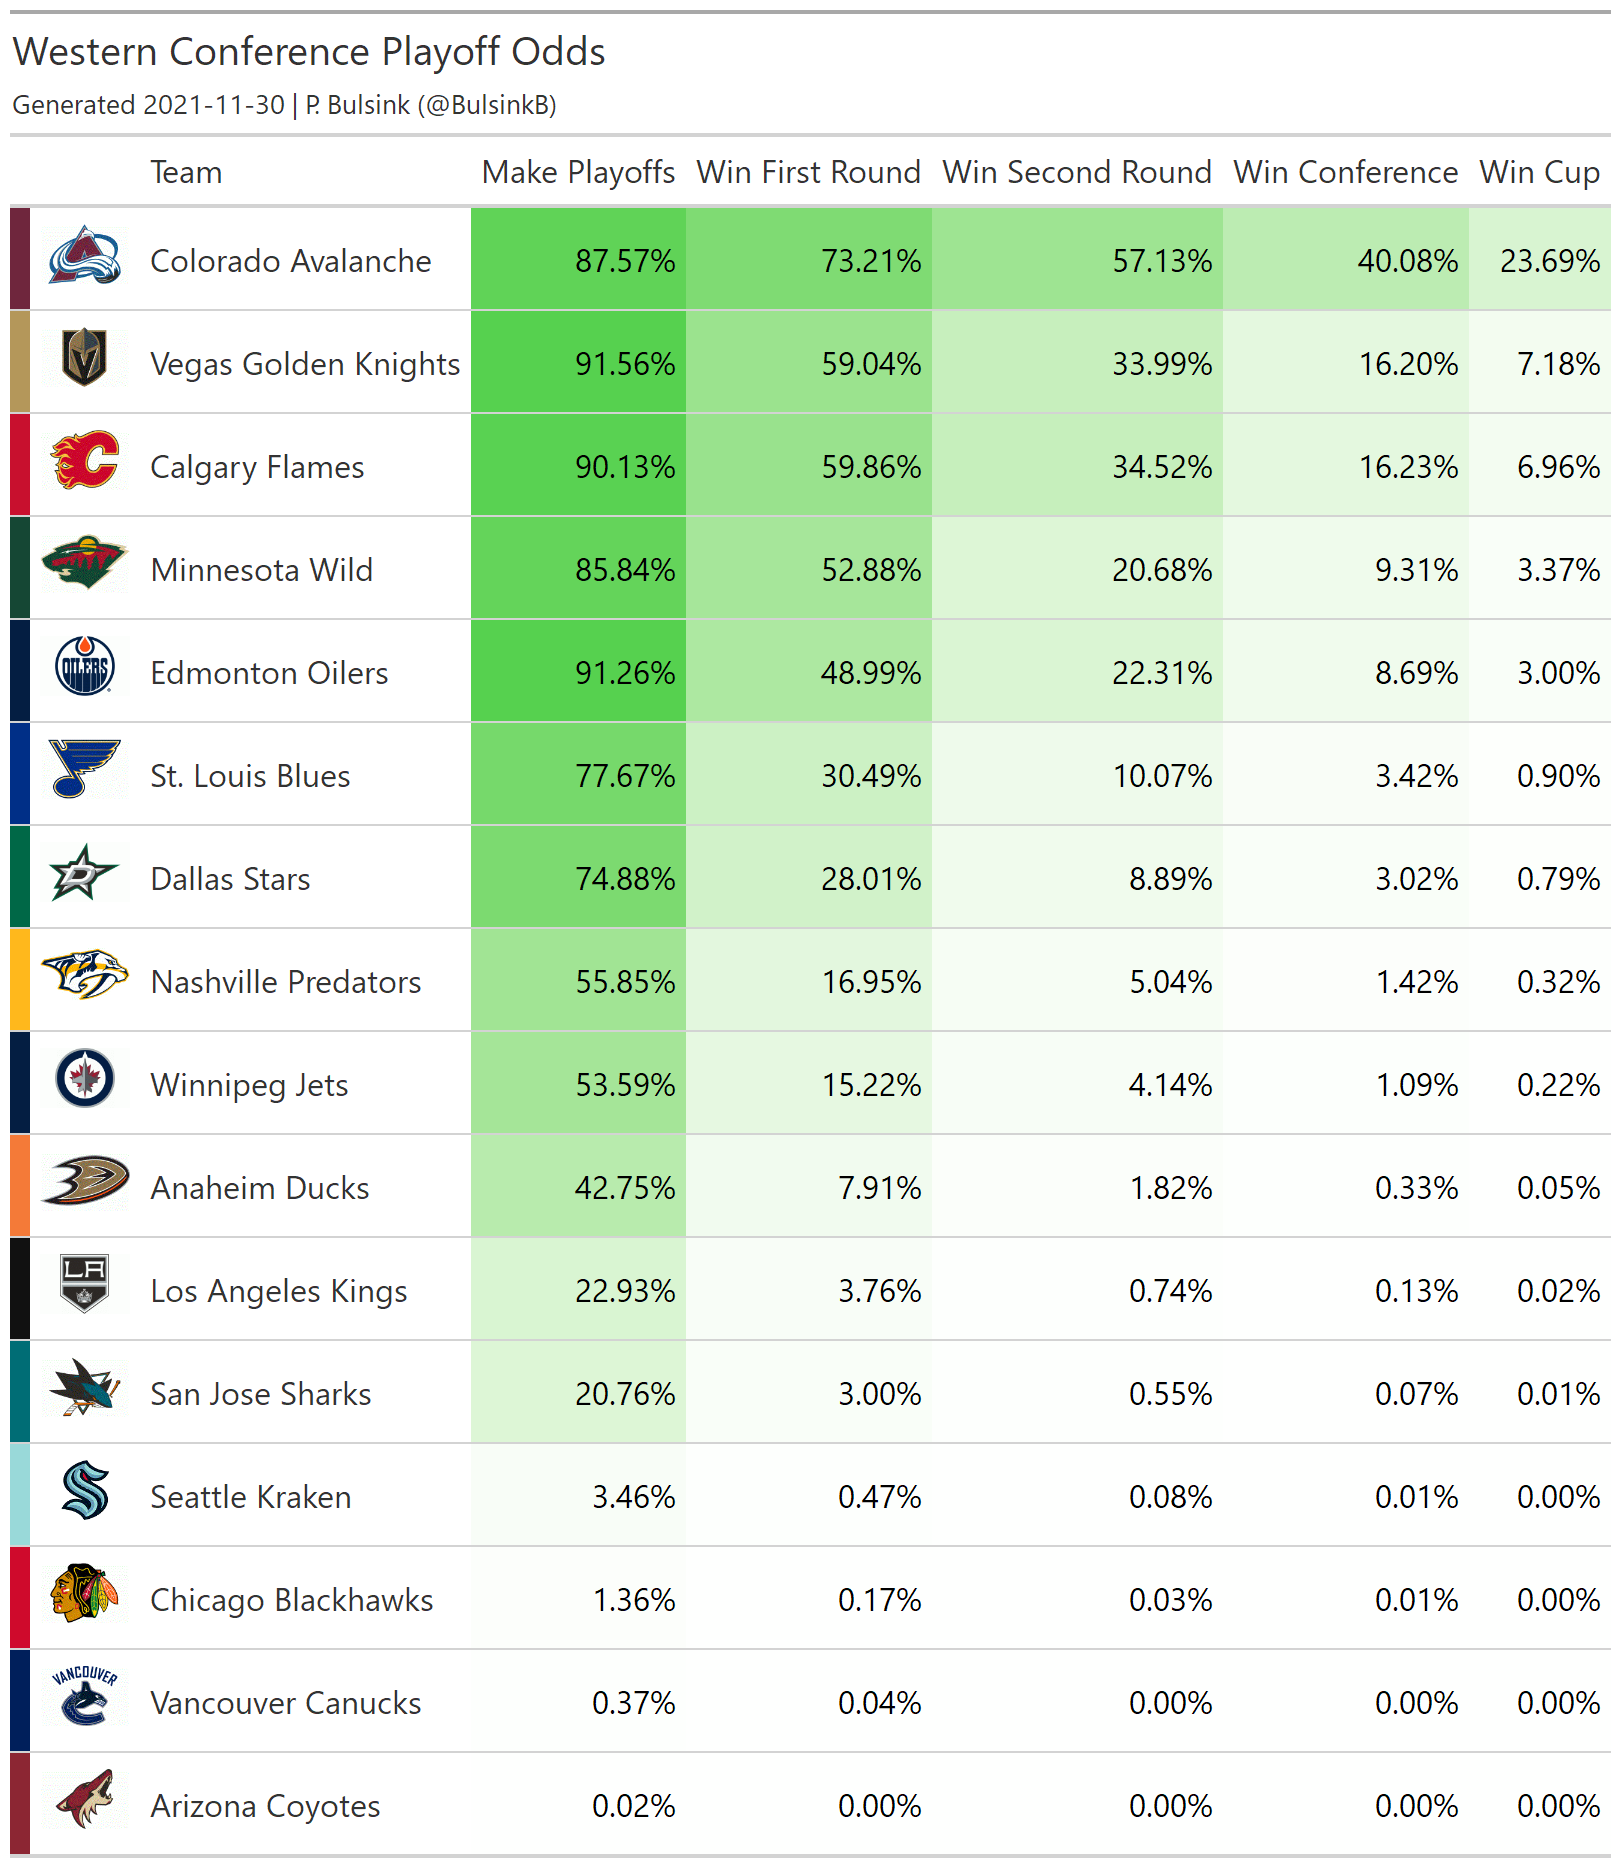 Western Conference Playoff Odds
Generated 2021-11-30 | P. Bulsink (@BulsinkB)
Team Make Playoffs Win First Round Win Second Round Win Conference Win Cup
Colorado Avalanche 87.57% 73.21% 57.13% 40.08% 23.69%
Vegas Golden Knights 91.56% 59.04% 33.99% 16.20% 7.18%
Calgary Flames 90.13% 59.86% 34.52% 16.23% 6.96%
Minnesota Wild 85.84% 52.88% 20.68% 9.31% 3.37%
OILERS Edmonton Oilers 91.26% 48.99% 22.31% 8.69% 3.00%
St. Louis Blues 77.67% 30.49% 10.07% 3.42% 0.90%
D Dallas Stars 74.88% 28.01% 8.89% 3.02% 0.79%
Nashville Predators 55.85% 16.95% 5.04% 1.42% 0.32%
Winnipeg Jets 53.59% 15.22% 4.14% 1.09% 0.22%
Anaheim Ducks 42.75% 7.91% 1.82% 0.33% 0.05%
LA Los Angeles Kings 22.93% 3.76% 0.74% 0.13% 0.02%
San Jose Sharks 20.76% 3.00% 0.55% 0.07% 0.01%
Seattle Kraken 3.46% 0.47% 0.08% 0.01% 0.00%
Chicago Blackhawks 1.36% 0.17% 0.03% 0.01% 0.00%
VANCOUVER Vancouver Canucks 0.37% 0.04% 0.00% 0.00% 0.00%
Arizona Coyotes 0.02% 0.00% 0.00% 0.00% 0.00%